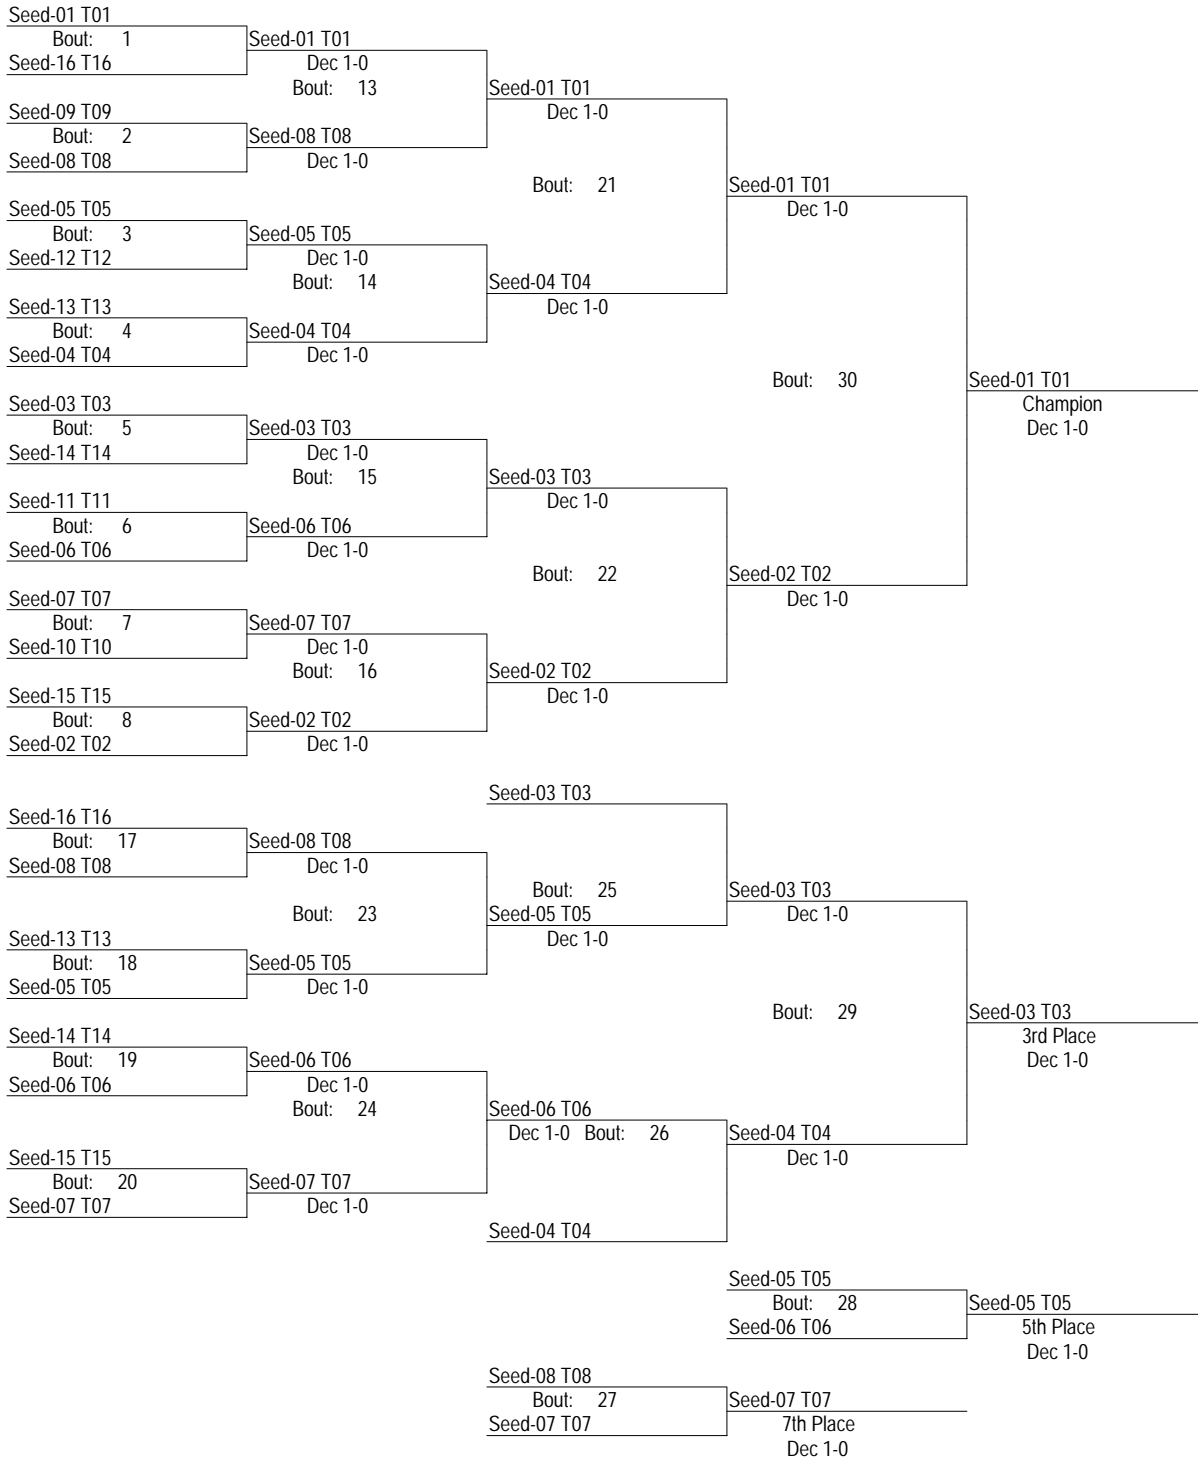 Seed-01 T01
Bout: 1
Seed-01 T01
Seed-16 T16
Dec 1-0
Bout: 13
Seed-01 T01
Seed-09 T09
Dec 1-0
Bout: 2
Seed-08 T08
Seed-08 T08
Dec 1-0
Bout: 21
Seed-01 T01
Seed-05 T05
Dec 1-0
Bout: 3
Seed-05 T05
Seed-12 T12
Dec 1-0
Bout: 14
Seed-04 T04
Seed-13 T13
Dec 1-0
Bout: 4
Seed-04 T04
Seed-04 T04
Dec 1-0
Bout: 30
Seed-01 T01
Seed-03 T03
Champion
Bout: 5
Seed-03 T03
Dec 1-0
Seed-14 T14
Dec 1-0
Bout: 15
Seed-03 T03
Seed-11 T11
Dec 1-0
Bout: 6
Seed-06 T06
Seed-06 T06
Dec 1-0
Bout: 22
Seed-02 T02
Seed-07 T07
Dec 1-0
Bout: 7
Seed-07 T07
Seed-10 T10
Dec 1-0
Bout: 16
Seed-02 T02
Seed-15 T15
Dec 1-0
Bout: 8
Seed-02 T02
Seed-02 T02
Dec 1-0
Seed-03 T03
Seed-16 T16
Bout: 17
Seed-08 T08
Seed-08 T08
Dec 1-0
Bout: 25
Seed-03 T03
Bout: 23
Seed-05 T05
Dec 1-0
Seed-13 T13
Dec 1-0
Bout: 18
Seed-05 T05
Seed-05 T05
Dec 1-0
Bout: 29
Seed-03 T03
Seed-14 T14
3rd Place
Bout: 19
Seed-06 T06
Dec 1-0
Seed-06 T06
Dec 1-0
Bout: 24
Seed-06 T06
Dec 1-0 Bout: 26
Seed-04 T04
Seed-15 T15
Dec 1-0
Bout: 20
Seed-07 T07
Seed-07 T07
Dec 1-0
Seed-04 T04
Seed-05 T05
Bout: 28
Seed-05 T05
Seed-06 T06
5th Place
Dec 1-0
Seed-08 T08
Bout: 27
Seed-07 T07
Seed-07 T07
7th Place
Dec 1-0